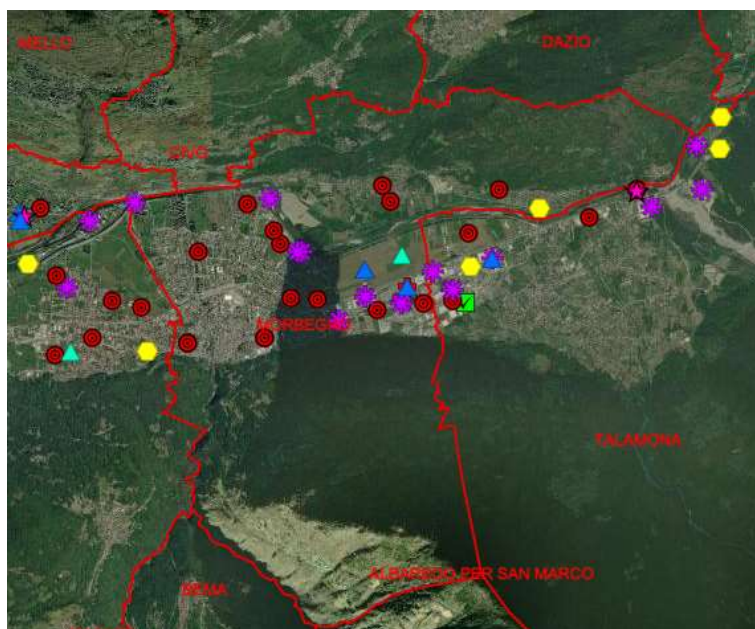 MELLO
DAZIO
CIVO
MORBEGNO
TALAMONA
ALBAREDO PER SAN MARCO
BEMA